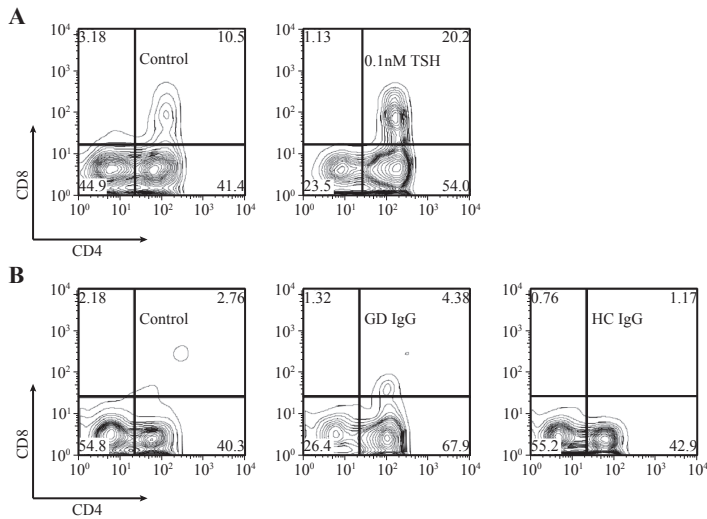 A
3.18 10.5
Control
44.9 41.4
10⁴
10³
10²
10¹
10⁰
10⁰ 10¹ 10² 10³ 10⁴
1.13 20.2
0.1nM TSH
23.5 54.0
10⁴
10³
10²
10¹
10⁰
10⁰ 10¹ 10² 10³ 10⁴
CD8
CD4
B
2.18 2.76
Control
54.8 40.3
10⁴
10³
10²
10¹
10⁰
10⁰ 10¹ 10² 10³ 10⁴
1.32 4.38
GD IgG
26.4 67.9
10⁴
10³
10²
10¹
10⁰
10⁰ 10¹ 10² 10³ 10⁴
0.76 1.17
HC IgG
55.2 42.9
10⁴
10³
10²
10¹
10⁰
10⁰ 10¹ 10² 10³ 10⁴
CD8
CD4